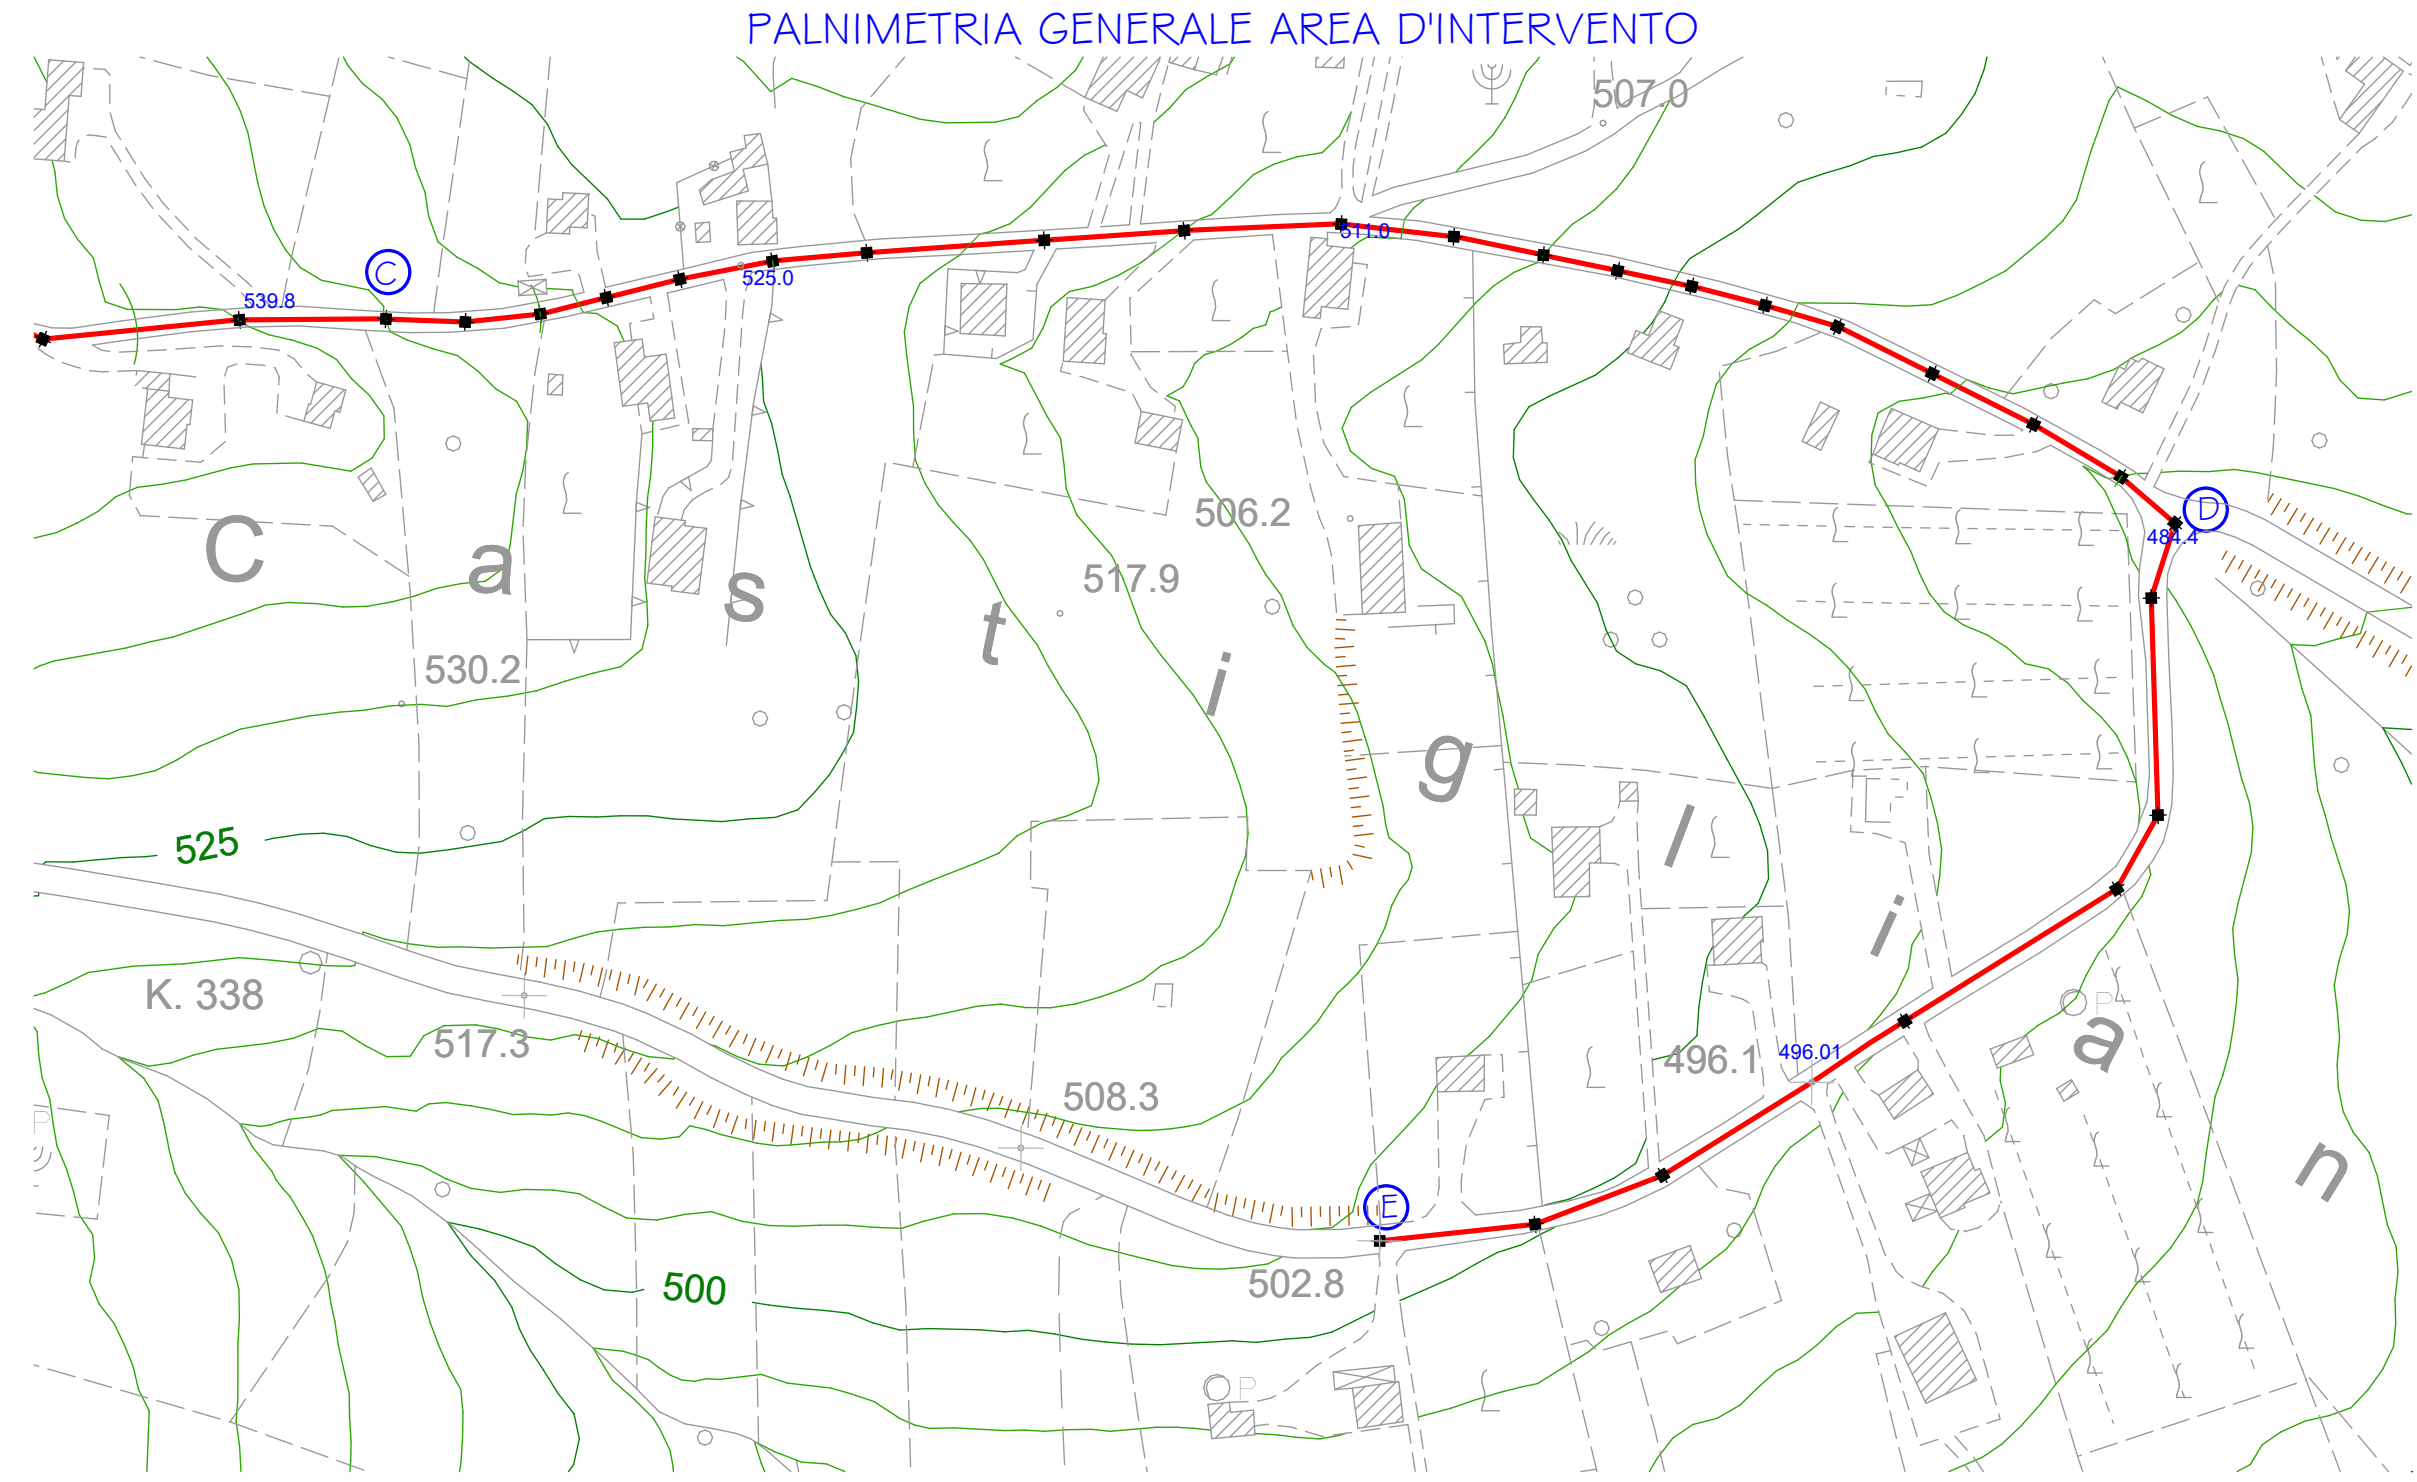 PALNIMETRIA GENERALE AREA D'INTERVENTO
507.0
511.0
C
525.0
539.8
D
484.4
506.2
517.9
530.2
Castiglian
525
K. 338
517.3
508.3
496.01
496.1
P
P
E
500
502.8
P